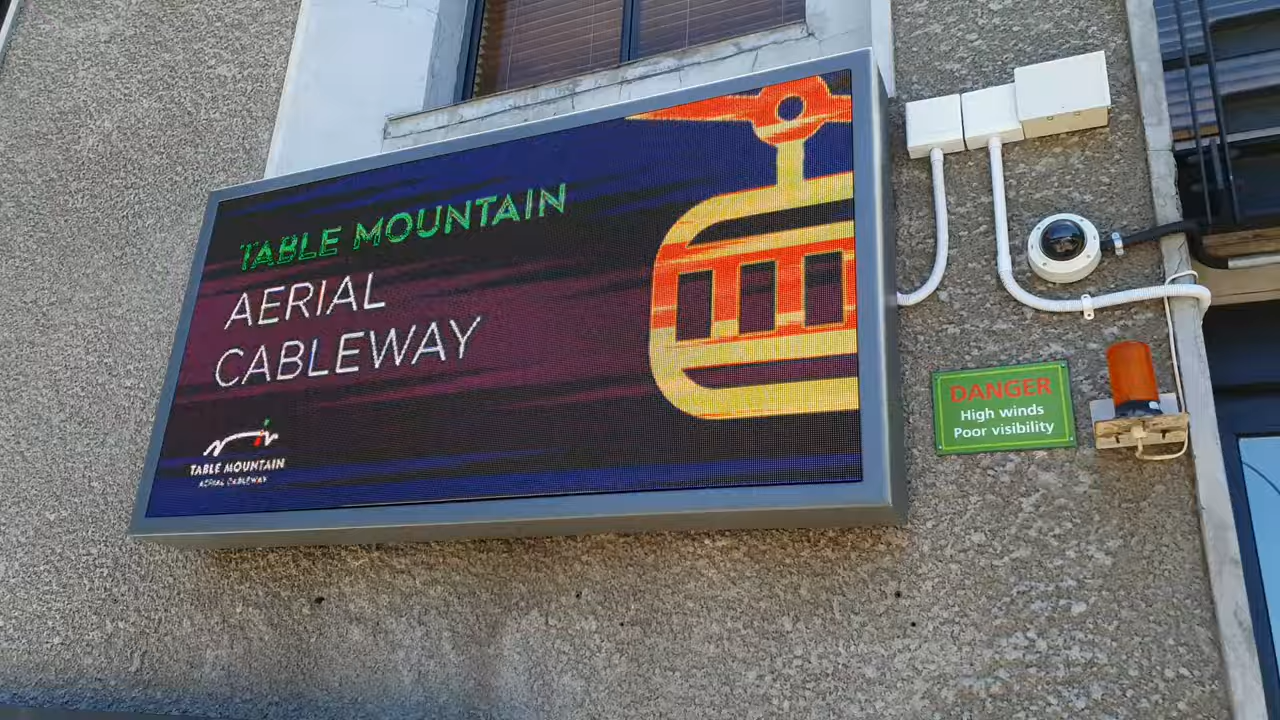 TABLE MOUNTAIN
AERIAL
CABLEWAY
TABLE MOUNTAIN
AERIAL CABLEWAY
DANGER
High winds
Poor visibility